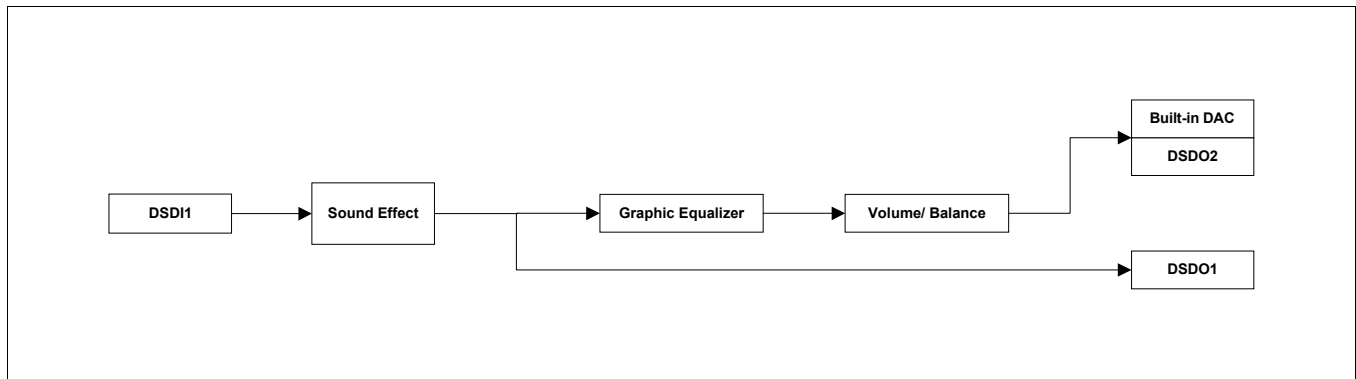 Built-in DAC
DSDO2
DSDI1
Sound Effect
Graphic Equalizer
Volume/ Balance
DSDO1